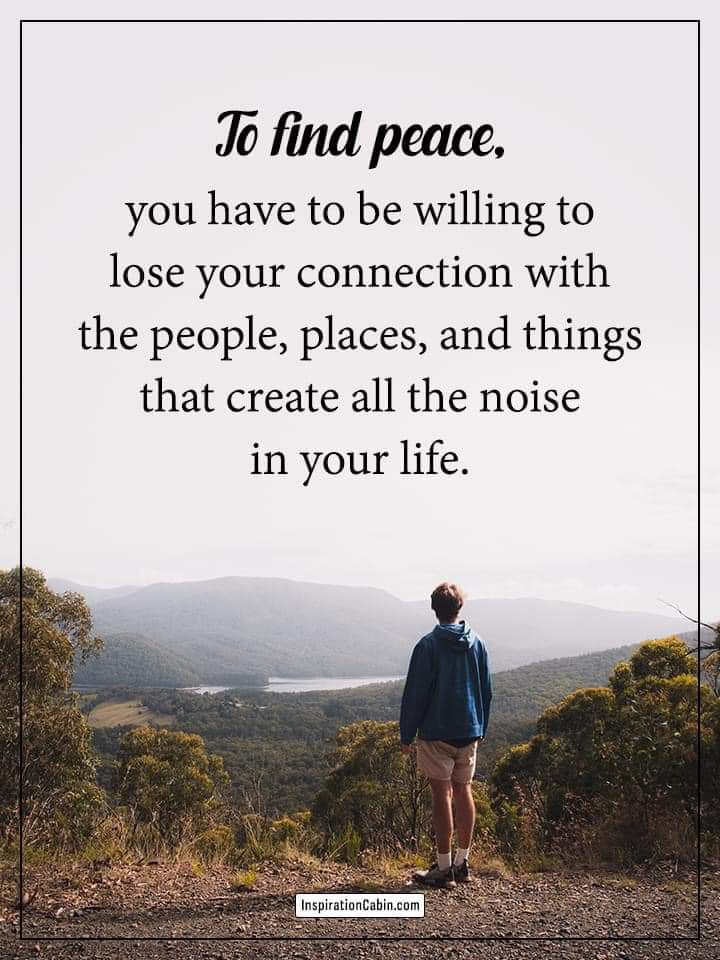 To find peace,
you have to be willing to
lose your connection with
the people, places, and things
that create all the noise
in your life.
InspirationCabin.com